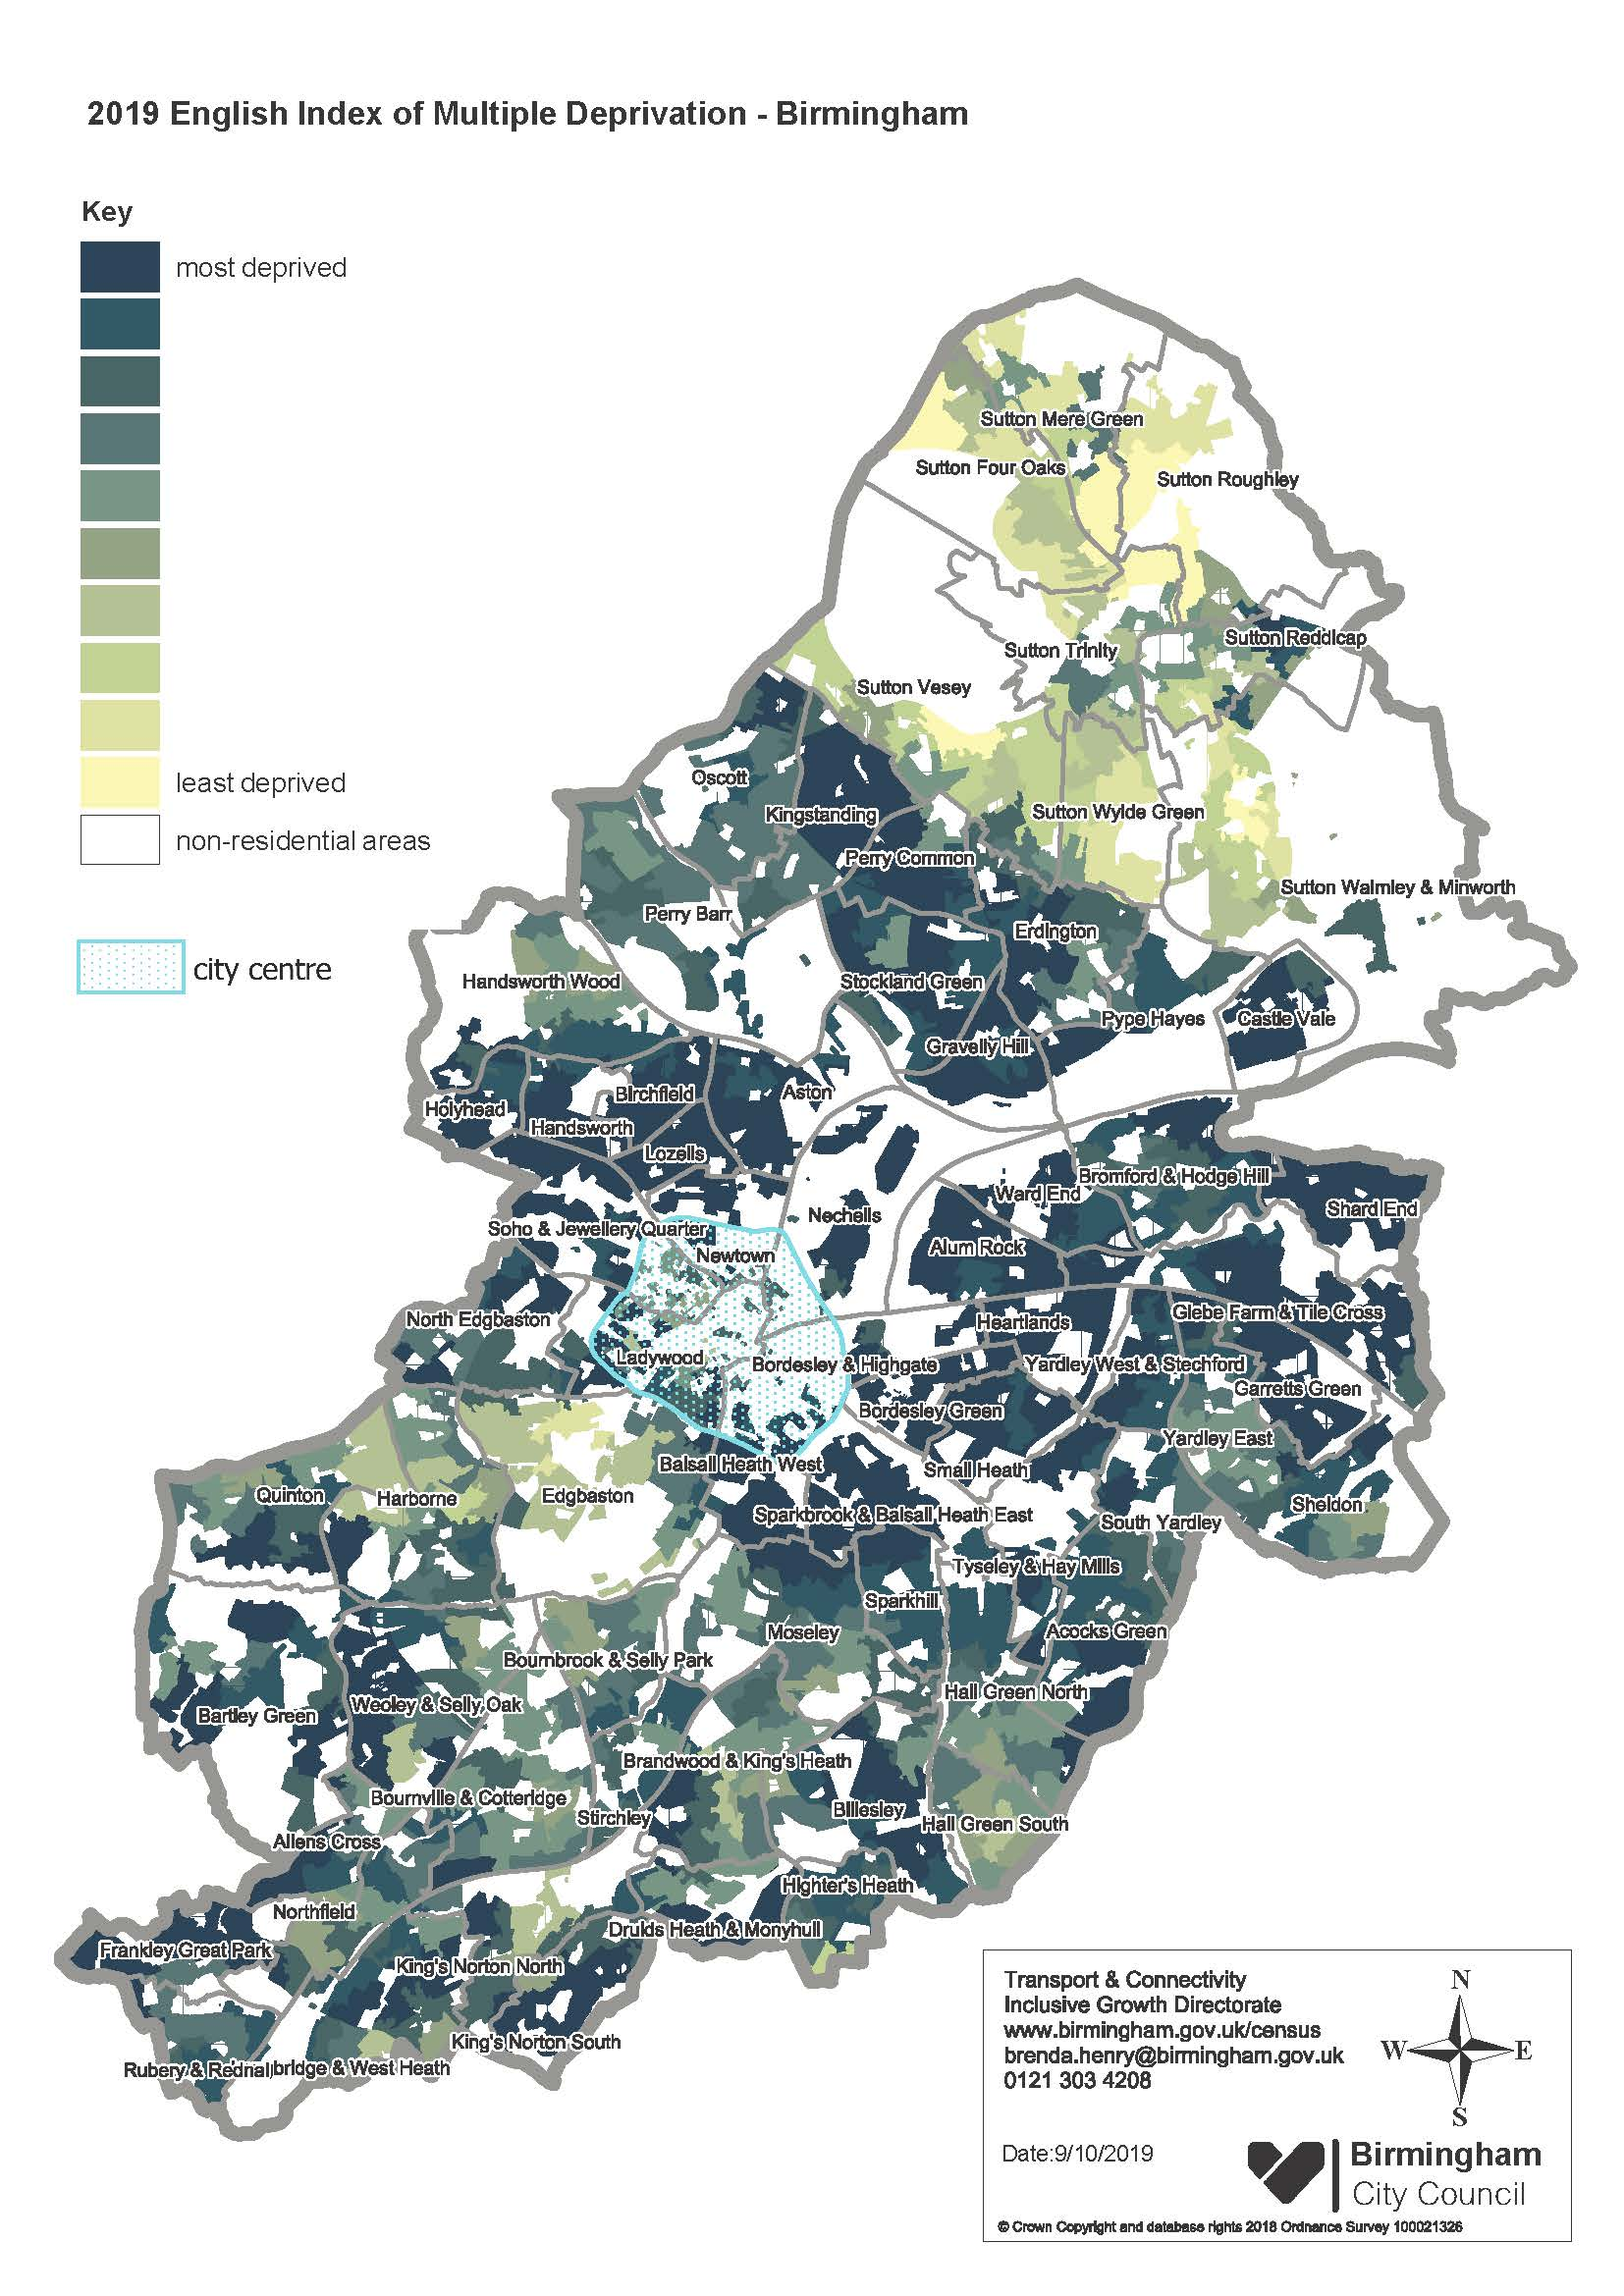 2019 English Index of Multiple Deprivation - Birmingham
Key
most deprived
least deprived
non-residential areas
city centre
Sutton Mere Green
Sutton Four Oaks
Sutton Roughley
Sutton Reddicap
Sutton Trinity
Sutton Vesey
Oscott
Kingstanding
Sutton Wylde Green
Perry Common
Sutton Walmley & Minworth
Perry Barr
Erdington
Handsworth Wood
Stockland Green
Pype Hayes
Castle Vale
Gravelly Hill
Birchfield
Aston
Holyhead
Handsworth
Lozells
Bromford & Hodge Hill
Ward End
Shard End
Nechells
Soho & Jewellery Quarter
Newtown
Alum Rock
Glebe Farm & Tile Cross
North Edgbaston
Heartlands
Ladywood
Bordesley & Highgate
Yardley West & Stechford
Garretts Green
Bordesley Green
Yardley East
Balsall Heath West
Small Heath
Quinton
Harborne
Edgbaston
Sheldon
Sparkbrook & Balsall Heath East
South Yardley
Tyseley & Hay Mills
Sparkhill
Moseley
Acocks Green
Bournbrook & Selly Park
Hall Green North
Weoley & Selly Oak
Bartley Green
Brandwood & King's Heath
Bournville & Cotteridge
Stirchley
Billesley
Hall Green South
Allens Cross
Highter's Heath
Northfield
Druids Heath & Monyhull
Frankley Great Park
King's Norton North
King's Norton South
Rubery & Rednal
bridge & West Heath
Transport & Connectivity
Inclusive Growth Directorate
www.birmingham.gov.uk/census
brenda.henry@birmingham.gov.uk
0121 303 4208
N
W
E
S
Date:9/10/2019
Birmingham
City Council
© Crown Copyright and database rights 2018 Ordnance Survey 100021326